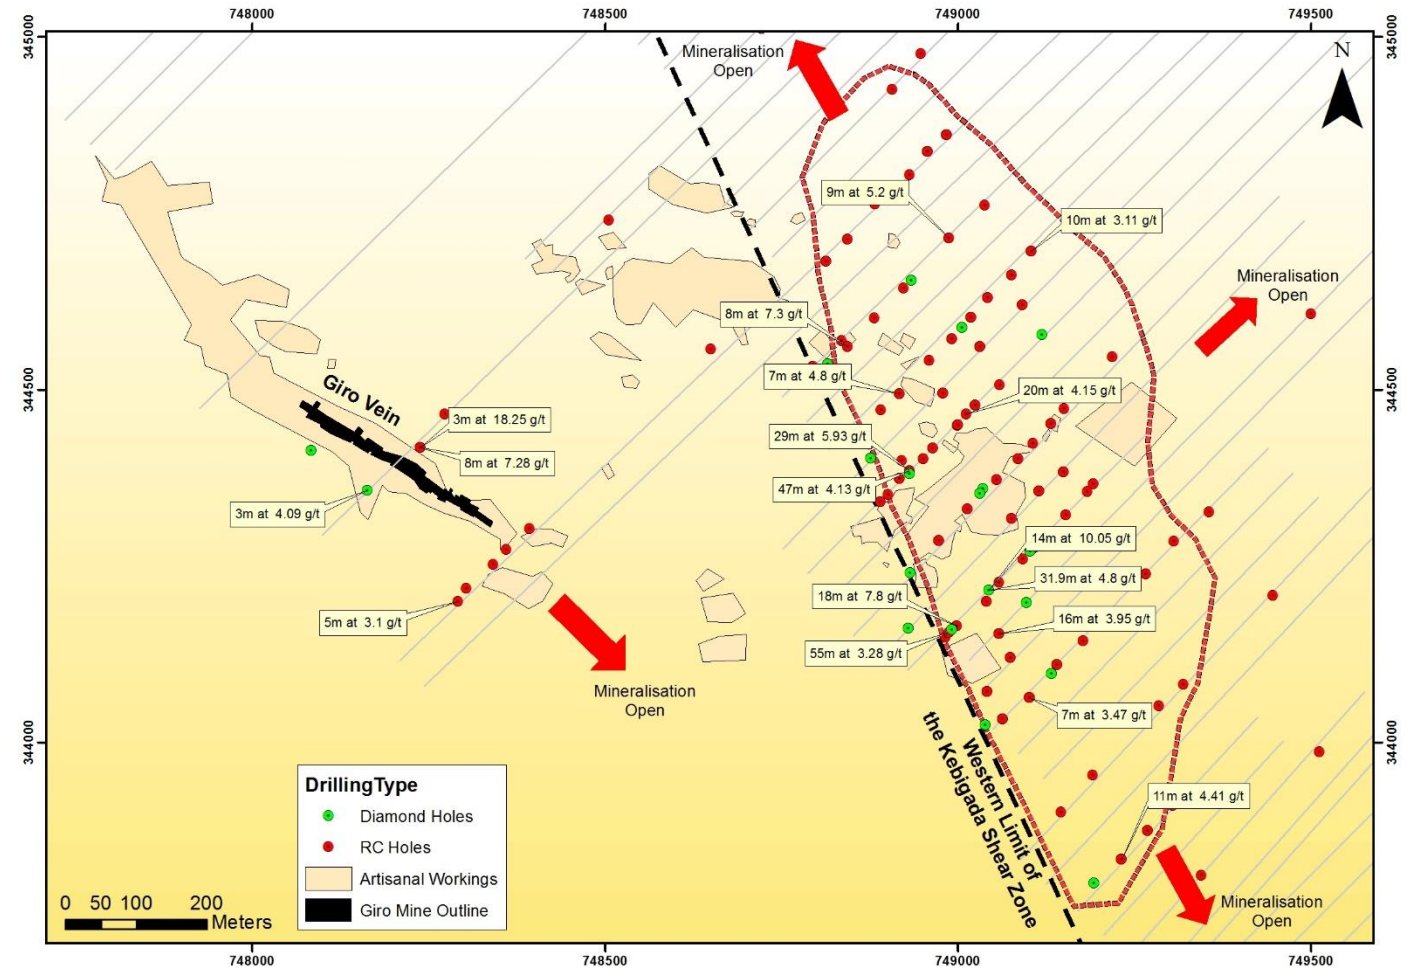 748000
748500
749000
749500
345000
345000
Mineralisation
Open
N
9m at 5.2 g/t
10m at 3.11 g/t
Mineralisation
Open
8m at 7.3 g/t
7m at 4.8 g/t
20m at 4.15 g/t
344500
344500
Giro Vein
3m at 18.25 g/t
29m at 5.93 g/t
8m at 7.28 g/t
47m at 4.13 g/t
3m at 4.09 g/t
14m at 10.05 g/t
31.9m at 4.8 g/t
18m at 7.8 g/t
5m at 3.1 g/t
16m at 3.95 g/t
55m at 3.28 g/t
Mineralisation
Open
7m at 3.47 g/t
344000
344000
Western Limit of
the Kebigada Shear Zone
11m at 4.41 g/t
DrillingType
Diamond Holes
RC Holes
Artisanal Workings
Giro Mine Outline
0 50 100 200
Meters
Mineralisation
Open
748000
748500
749000
749500